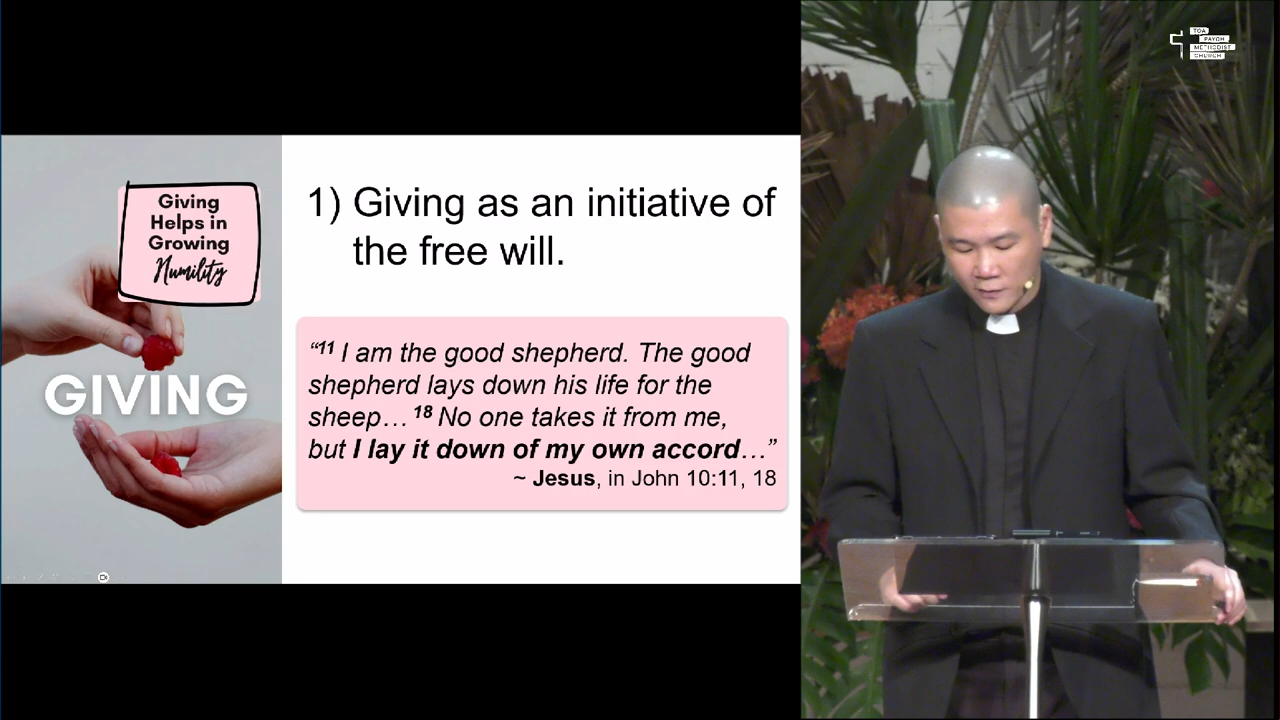 Giving
Helps in
Growing
Humility
GIVING
1) Giving as an initiative of
the free will.
“11 I am the good shepherd. The good
shepherd lays down his life for the
sheep… 18 No one takes it from me,
but I lay it down of my own accord…”
~ Jesus, in John 10:11, 18
TOA
PAYOH
METHODIST
CHURCH